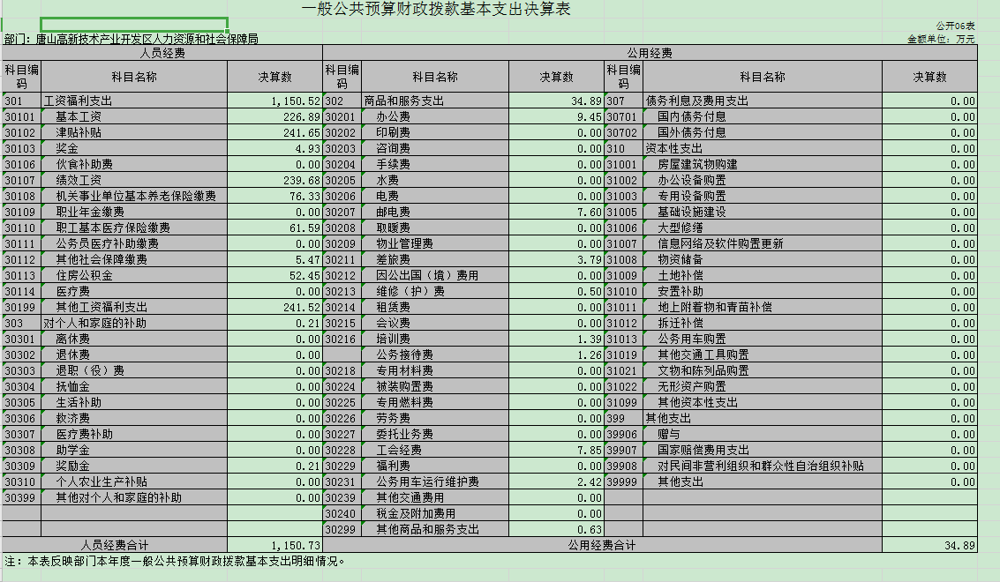 一般公共预算财政拨款基本支出决算表
公开06表
部门：唐山高新技术产业开发区人力资源和社会保障局 金额单位：万元
人员经费 公用经费
科目编码 科目名称 决算数 科目编码 科目名称 决算数 科目编码 科目名称 决算数
301 工资福利支出 1,150.52 302 商品和服务支出 34.89 307 债务利息及费用支出 0.00
30101 基本工资 226.89 30201 办公费 9.45 30701 国内债务付息 0.00
30102 津贴补贴 241.65 30202 印刷费 0.00 30702 国外债务付息 0.00
30103 奖金 4.93 30203 咨询费 0.00 310 资本性支出 0.00
30106 伙食补助费 0.00 30204 手续费 0.00 31001 房屋建筑物购建 0.00
30107 绩效工资 239.68 30205 水费 0.00 31002 办公设备购置 0.00
30108 机关事业单位基本养老保险缴费 76.33 30206 电费 0.00 31003 专用设备购置 0.00
30109 职业年金缴费 0.00 30207 邮电费 7.60 31005 基础设施建设 0.00
30110 职工基本医疗保险缴费 61.59 30208 取暖费 0.00 31006 大型修缮 0.00
30111 公务员医疗补助缴费 0.00 30209 物业管理费 0.00 31007 信息网络及软件购置更新 0.00
30112 其他社会保障缴费 5.47 30211 差旅费 3.79 31008 物资储备 0.00
30113 住房公积金 52.45 30212 因公出国（境）费用 0.00 31009 土地补偿 0.00
30114 医疗费 0.00 30213 维修（护）费 0.50 31010 安置补助 0.00
30199 其他工资福利支出 241.52 30214 租赁费 0.00 31011 地上附着物和青苗补偿 0.00
303 对个人和家庭的补助 0.21 30215 会议费 0.00 31012 拆迁补偿 0.00
30301 离休费 0.00 30216 培训费 1.39 31013 公务用车购置 0.00
30302 退休费 0.00 公务接待费 1.26 31019 其他交通工具购置 0.00
30303 退职（役）费 0.00 30218 专用材料费 0.00 31021 文物和陈列品购置 0.00
30304 抚恤金 0.00 30224 被装购置费 0.00 31022 无形资产购置 0.00
30305 生活补助 0.00 30225 专用燃料费 0.00 31099 其他资本性支出 0.00
30306 救济费 0.00 30226 劳务费 0.00 399 其他支出 0.00
30307 医疗费补助 0.00 30227 委托业务费 0.00 39906 赠与 0.00
30308 助学金 0.00 30228 工会经费 7.85 39907 国家赔偿费用支出 0.00
30309 奖励金 0.21 30229 福利费 0.00 39908 对民间非营利组织和群众性自治组织补贴 0.00
30310 个人农业生产补贴 0.00 30231 公务用车运行维护费 2.42 39999 其他支出 0.00
30399 其他对个人和家庭的补助 0.00 30239 其他交通费用 0.00
30240 税金及附加费用 0.00
30299 其他商品和服务支出 0.63
人员经费合计 1,150.73 公用经费合计 34.89
注：本表反映部门本年度一般公共预算财政拨款基本支出明细情况。